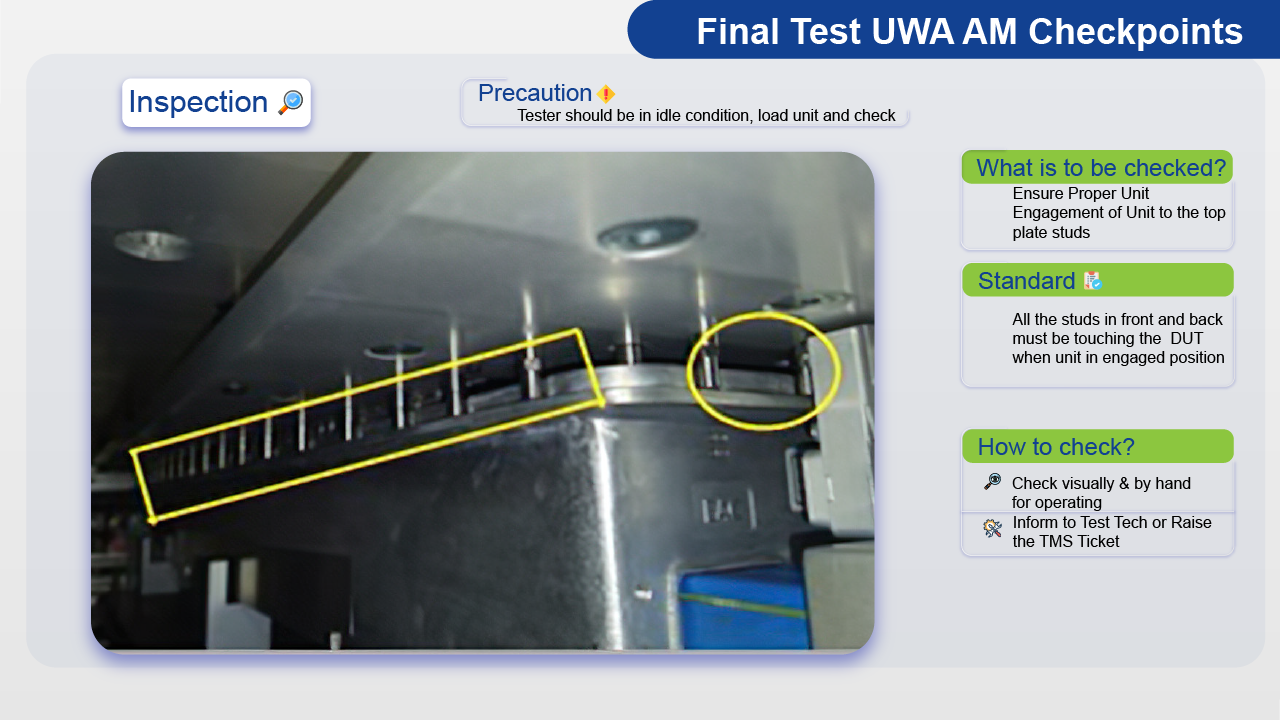 Final Test UWA AM Checkpoints
Inspection
Precaution
Tester should be in idle condition, load unit and check
What is to be checked?
Ensure Proper Unit
Engagement of Unit to the top
plate studs
Standard
All the studs in front and back
must be touching the DUT
when unit in engaged position
How to check?
Check visually & by hand
for operating
Inform to Test Tech or Raise
the TMS Ticket